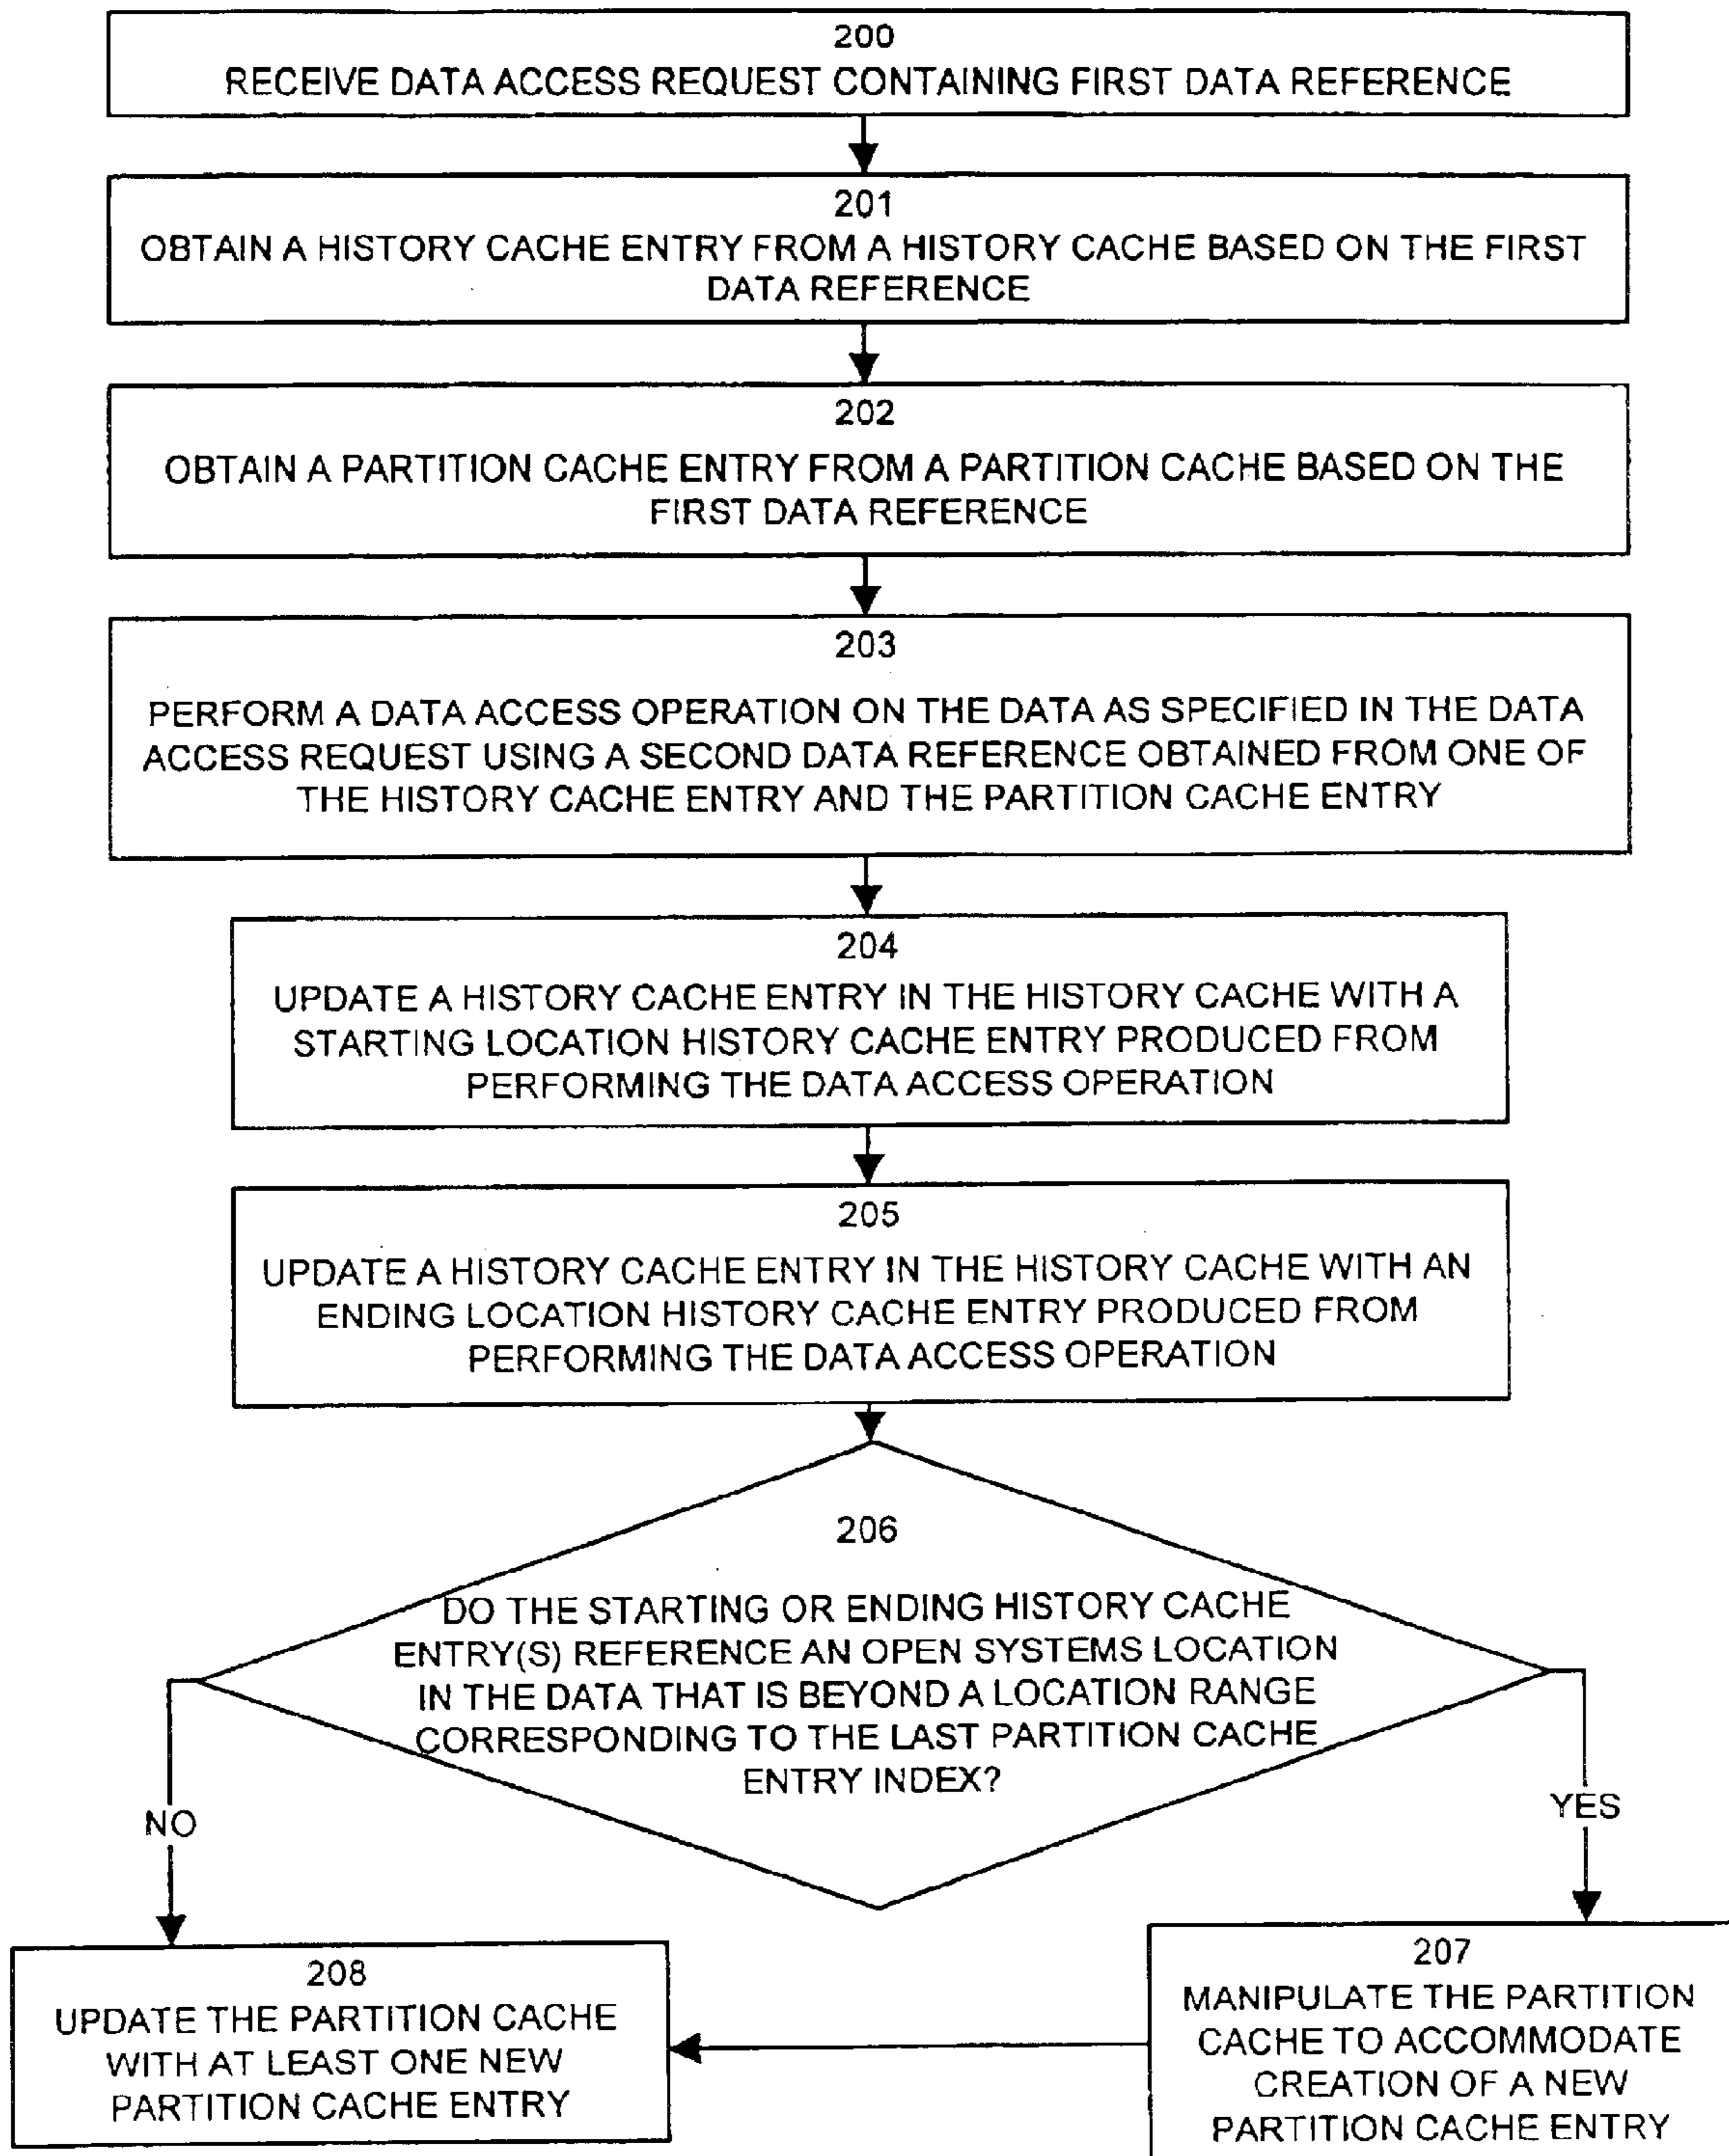 200
RECEIVE DATA ACCESS REQUEST CONTAINING FIRST DATA REFERENCE
201
OBTAIN A HISTORY CACHE ENTRY FROM A HISTORY CACHE BASED ON THE FIRST
DATA REFERENCE
202
OBTAIN A PARTITION CACHE ENTRY FROM A PARTITION CACHE BASED ON THE
FIRST DATA REFERENCE
203
PERFORM A DATA ACCESS OPERATION ON THE DATA AS SPECIFIED IN THE DATA
ACCESS REQUEST USING A SECOND DATA REFERENCE OBTAINED FROM ONE OF
THE HISTORY CACHE ENTRY AND THE PARTITION CACHE ENTRY
204
UPDATE A HISTORY CACHE ENTRY IN THE HISTORY CACHE WITH A
STARTING LOCATION HISTORY CACHE ENTRY PRODUCED FROM
PERFORMING THE DATA ACCESS OPERATION
205
UPDATE A HISTORY CACHE ENTRY IN THE HISTORY CACHE WITH AN
ENDING LOCATION HISTORY CACHE ENTRY PRODUCED FROM
PERFORMING THE DATA ACCESS OPERATION
206
DO THE STARTING OR ENDING HISTORY CACHE
ENTRY(S) REFERENCE AN OPEN SYSTEMS LOCATION
IN THE DATA THAT IS BEYOND A LOCATION RANGE
CORRESPONDING TO THE LAST PARTITION CACHE
ENTRY INDEX?
NO
YES
208
UPDATE THE PARTITION CACHE
WITH AT LEAST ONE NEW
PARTITION CACHE ENTRY
207
MANIPULATE THE PARTITION
CACHE TO ACCOMMODATE
CREATION OF A NEW
PARTITION CACHE ENTRY